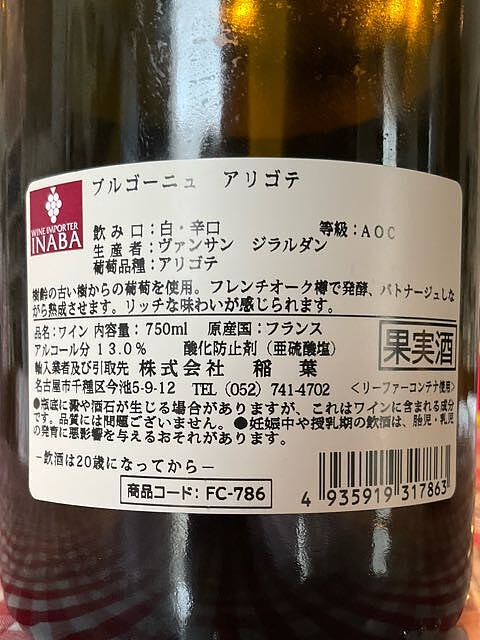 ブルゴーニュ アリゴテ
WINE IMPORTER
INABA
飲み口：白・辛口 等級：AOC
生産者：ヴァンサン ジラルダン
葡萄品種：アリゴテ
樹齢の古い樹からの葡萄を使用。フレンチオーク樽で発酵、バトナージュしな
がら熟成させます。リッチな味わいが感じられます。
品名：ワイン 内容量：750ml 原産国：フランス
アルコール分 13.0% 酸化防止剤（亜硫酸塩）
果実酒
輸入業者及び引取先 株式会社 稲葉
名古屋市千種区今池5-9-12 TEL（052）741-4702 ＜リーファーコンテナ使用＞
●瓶底に澱や酒石が生じる場合がありますが、これはワインに含まれる成分
です。品質には問題ございません。●妊娠中や授乳期の飲酒は、胎児・乳児
の発育に悪影響を与えるおそれがあります。
－飲酒は20歳になってから－
商品コード：FC-786
4 935919 317863